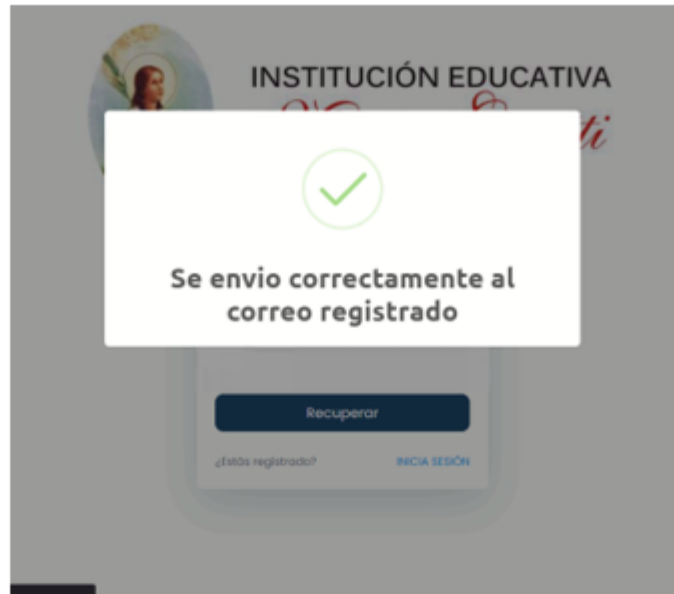 INSTITUCIÓN EDUCATIVA
Se envio correctamente al
correo registrado
Recuperar
¿Estás registrado?
INICIA SESIÓN